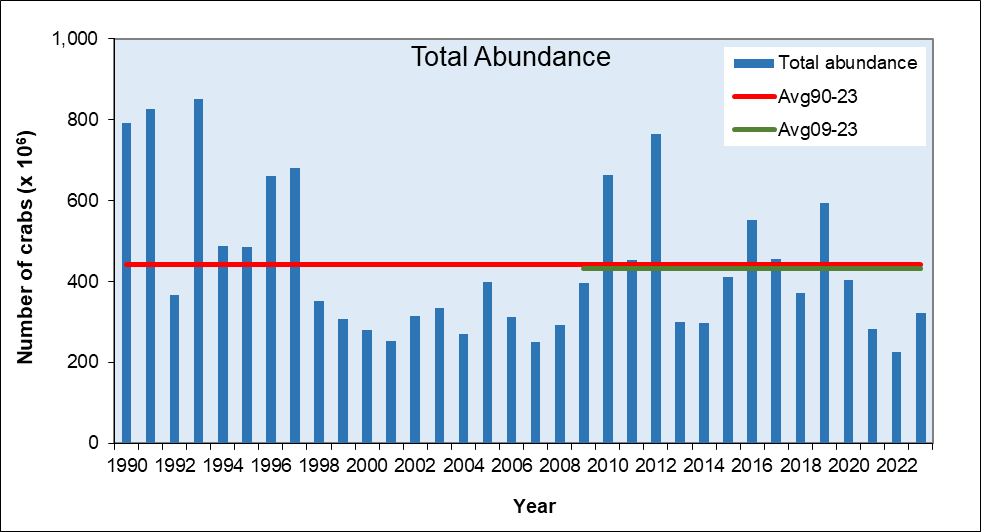 Total Abundance
Total abundance
Avg90-23
Avg09-23
1,000
800
600
400
200
0
Number of crabs (x 10⁶)
1990 1992 1994 1996 1998 2000 2002 2004 2006 2008 2010 2012 2014 2016 2018 2020 2022
Year